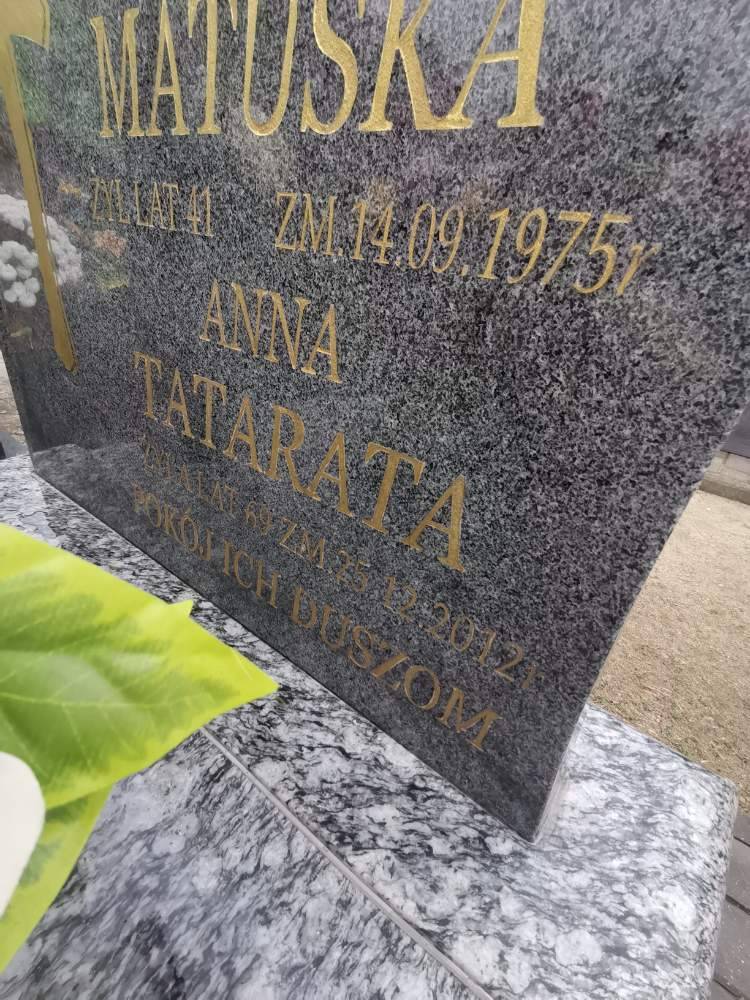 MATUSKA
ŻYŁ LAT 41 ZM.14.09.1975r
ANNA
TATARATA
ŻYŁA LAT 69 ZM.25.12.2012r
POKÓJ ICH DUSZOM